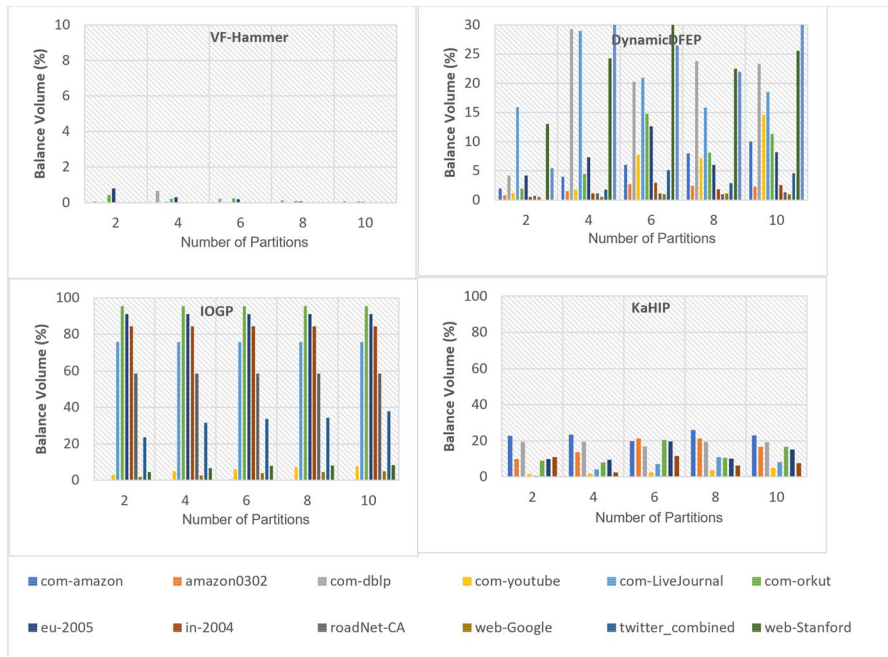 VF-Hammer
Balance Volume (%)
10
8
6
4
2
0
2 4 6 8 10
Number of Partitions
DynamicDFEP
Balance Volume (%)
30
25
20
15
10
5
0
2 4 6 8 10
Number of Partitions
IOGP
Balance Volume (%)
100
80
60
40
20
0
2 4 6 8 10
Number of Partitions
KaHIP
Balance Volume (%)
100
80
60
40
20
0
2 4 6 8 10
Number of Partitions
com-amazon amazon0302 com-dblp com-youtube com-LiveJournal com-orkut
eu-2005 in-2004 roadNet-CA web-Google twitter_combined web-Stanford